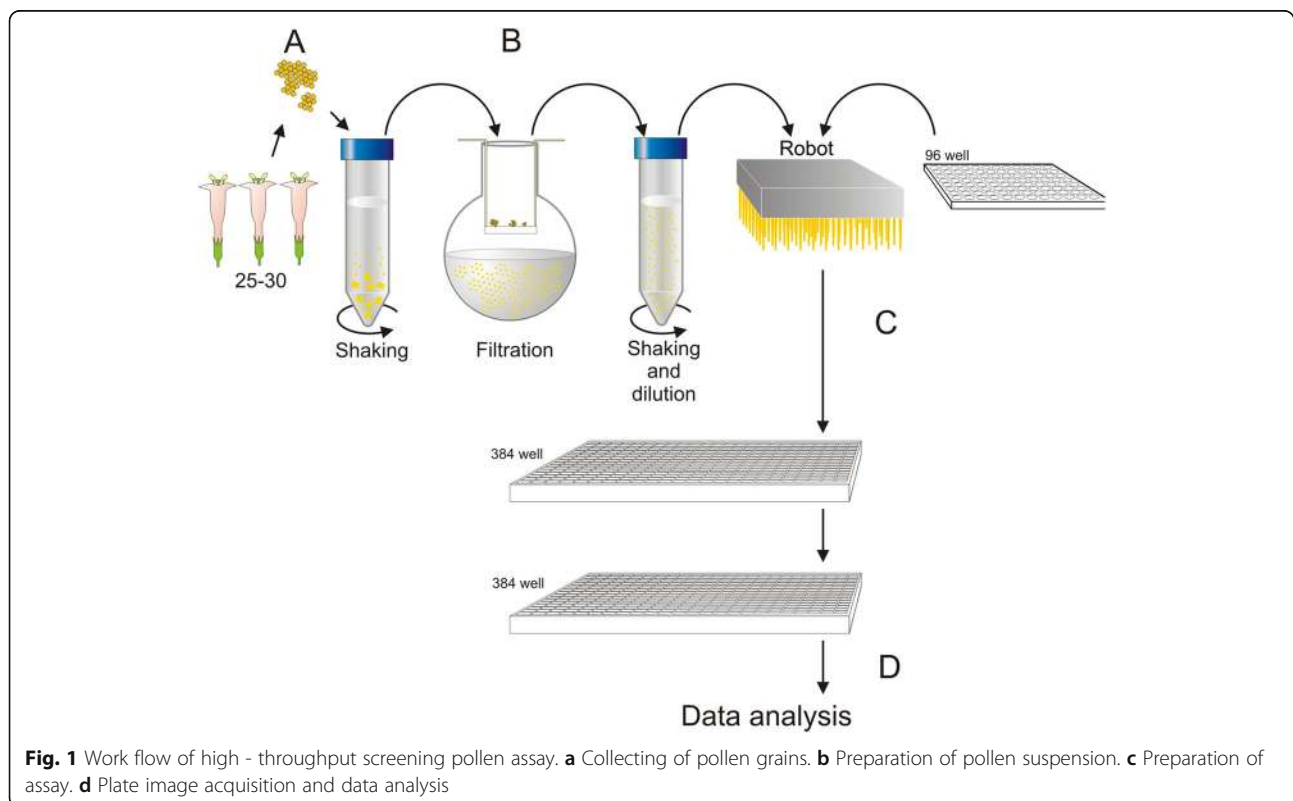 A
B
Robot
96 well
25-30
Shaking
Filtration
Shaking
and
dilution
C
384 well
384 well
D
Data analysis
Fig. 1 Work flow of high - throughput screening pollen assay. a Collecting of pollen grains. b Preparation of pollen suspension. c Preparation of
assay. d Plate image acquisition and data analysis